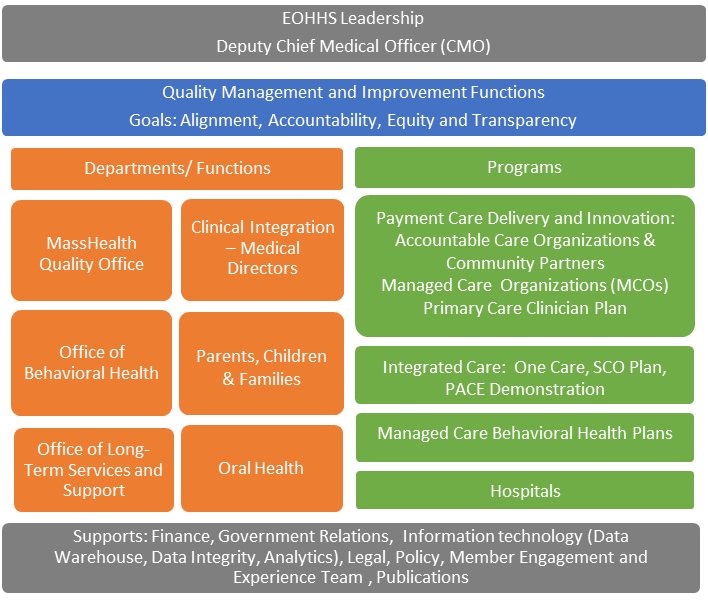 EOHHS Leadership
Deputy Chief Medical Officer (CMO)
Quality Management and Improvement Functions
Goals: Alignment, Accountability, Equity and Transparency
Departments/ Functions
MassHealth
Quality Office
Clinical Integration
– Medical
Directors
Office of
Behavioral Health
Parents, Children
& Families
Office of Long-
Term Services and
Support
Oral Health
Programs
Payment Care Delivery and Innovation:
Accountable Care Organizations &
Community Partners
Managed Care Organizations (MCOs)
Primary Care Clinician Plan
Integrated Care: One Care, SCO Plan,
PACE Demonstration
Managed Care Behavioral Health Plans
Hospitals
Supports: Finance, Government Relations, Information technology (Data
Warehouse, Data Integrity, Analytics), Legal, Policy, Member Engagement and
Experience Team , Publications